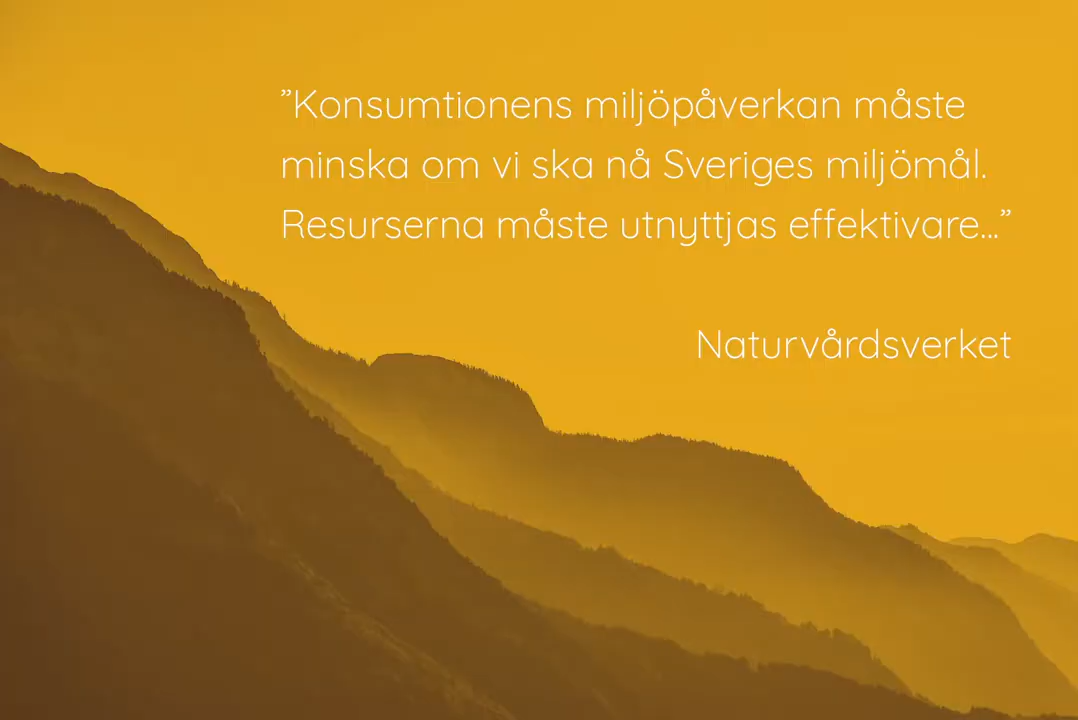 ”Konsumtionens miljöpåverkan måste
minska om vi ska nå Sveriges miljömål.
Resurserna måste utnyttjas effektivare...”
Naturvårdsverket